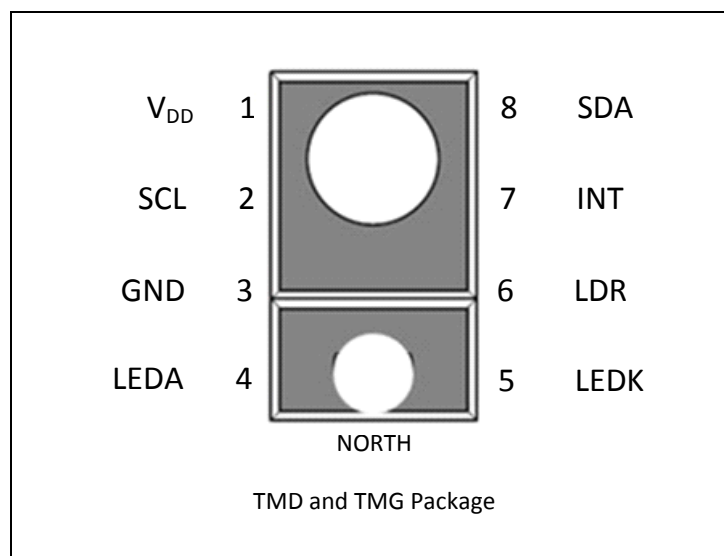 VDD 1 8 SDA
SCL 2 7 INT
GND 3 6 LDR
LEDA 4 5 LEDK
NORTH
TMD and TMG Package